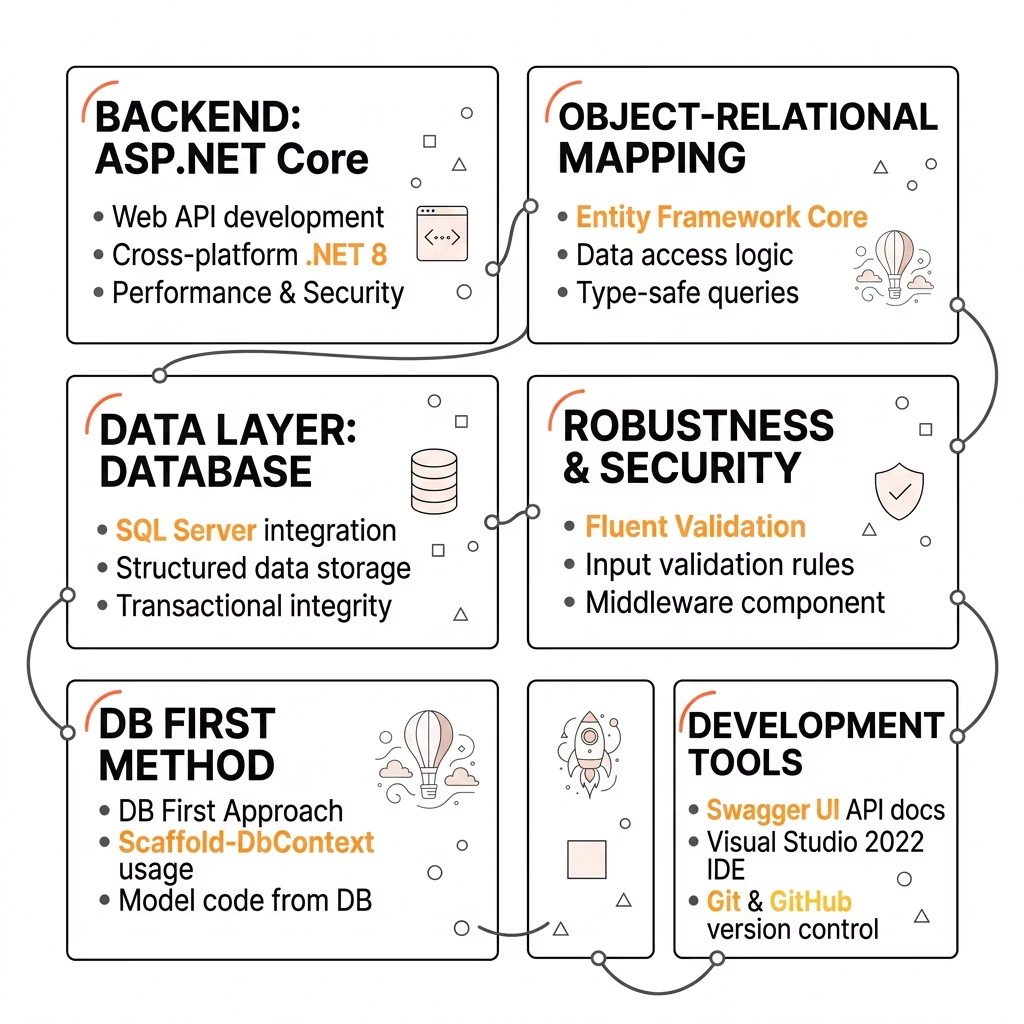 BACKEND:
ASP.NET Core
• Web API development
• Cross-platform .NET 8
• Performance & Security
OBJECT-RELATIONAL
MAPPING
• Entity Framework Core
• Data access logic
• Type-safe queries
DATA LAYER:
DATABASE
• SQL Server integration
• Structured data storage
• Transactional integrity
ROBUSTNESS
& SECURITY
• Fluent Validation
• Input validation rules
• Middleware component
DB FIRST
METHOD
• DB First Approach
• Scaffold-DbContext
usage
• Model code from DB
DEVELOPMENT
TOOLS
• Swagger UI API docs
• Visual Studio 2022
IDE
• Git & GitHub
version control